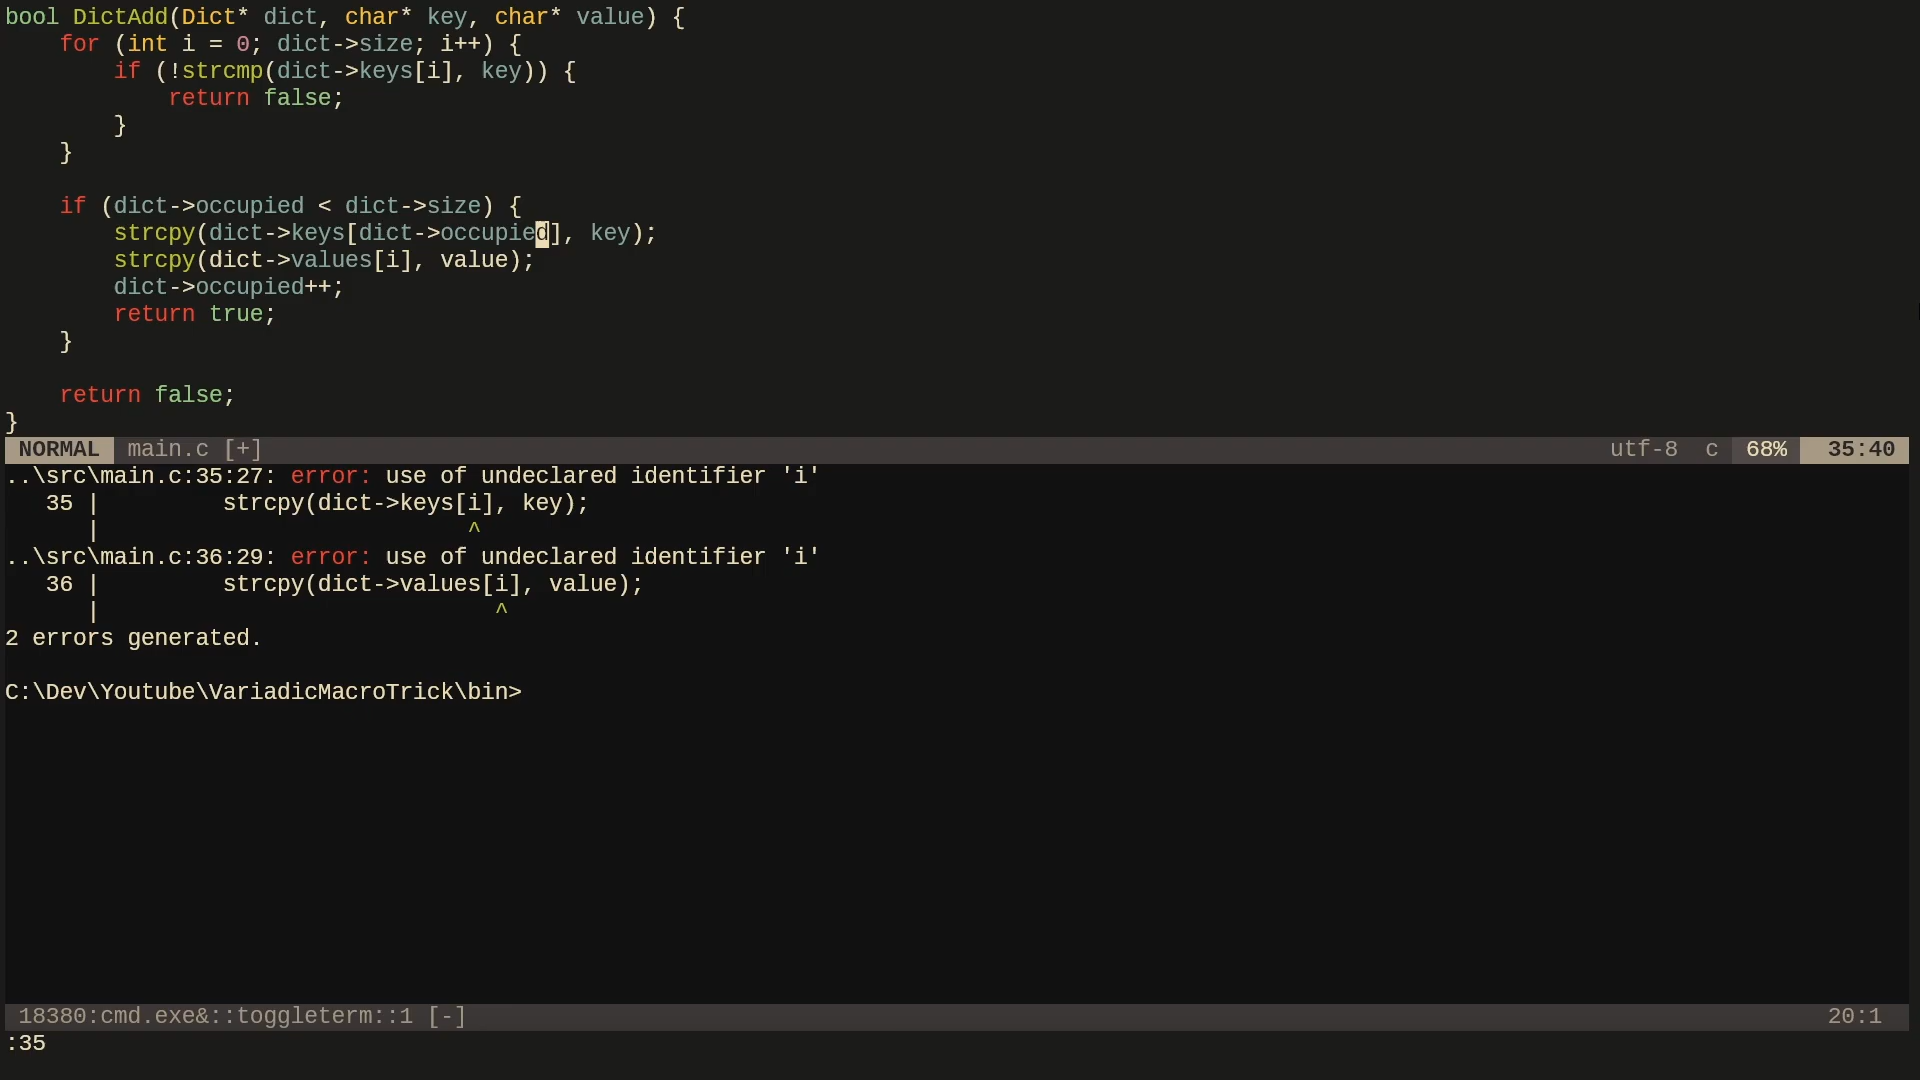 bool DictAdd(Dict* dict, char* key, char* value) {
    for (int i = 0; dict->size; i++) {
        if (!strcmp(dict->keys[i], key)) {
            return false;
        }
    }

    if (dict->occupied < dict->size) {
        strcpy(dict->keys[dict->occupied], key);
        strcpy(dict->values[i], value);
        dict->occupied++;
        return true;
    }

    return false;
}
NORMAL main.c [+] utf-8 c 68% 35:40
..\src\main.c:35:27: error: use of undeclared identifier 'i'
   35 |         strcpy(dict->keys[i], key);
      |                           ^
..\src\main.c:36:29: error: use of undeclared identifier 'i'
   36 |         strcpy(dict->values[i], value);
      |                             ^
2 errors generated.

C:\Dev\Youtube\VariadicMacroTrick\bin>
18380:cmd.exe&::toggleterm::1 [-] 20:1
:35